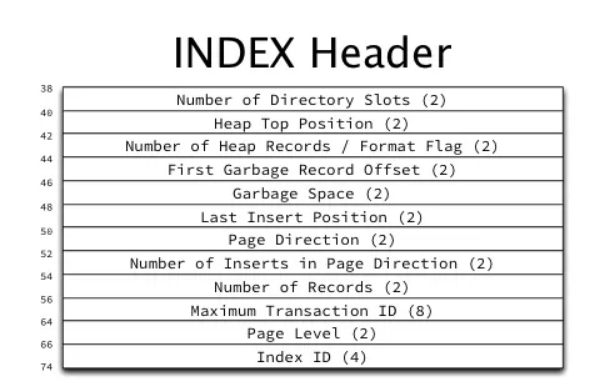 INDEX Header
38
Number of Directory Slots (2)
40
Heap Top Position (2)
42
Number of Heap Records / Format Flag (2)
44
First Garbage Record Offset (2)
46
Garbage Space (2)
48
Last Insert Position (2)
50
Page Direction (2)
52
Number of Inserts in Page Direction (2)
54
Number of Records (2)
56
Maximum Transaction ID (8)
64
Page Level (2)
66
Index ID (4)
74